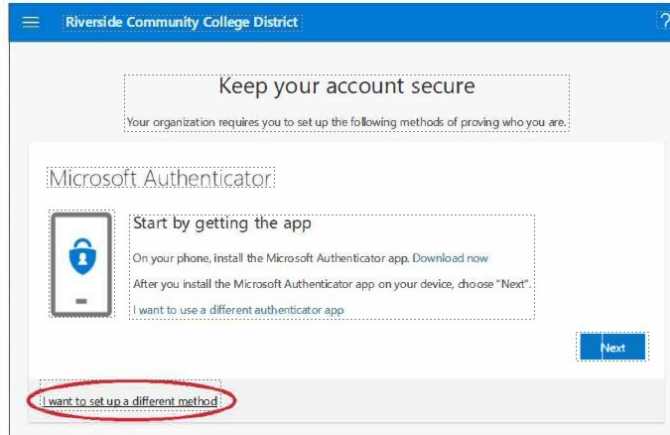 Riverside Community College District
?
Keep your account secure
Your organization requires you to set up the following methods of proving who you are.
Microsoft Authenticator
Start by getting the app
On your phone, install the Microsoft Authenticator app. Download now
After you install the Microsoft Authenticator app on your device, choose "Next".
I want to use a different authenticator app
Next
I want to set up a different method